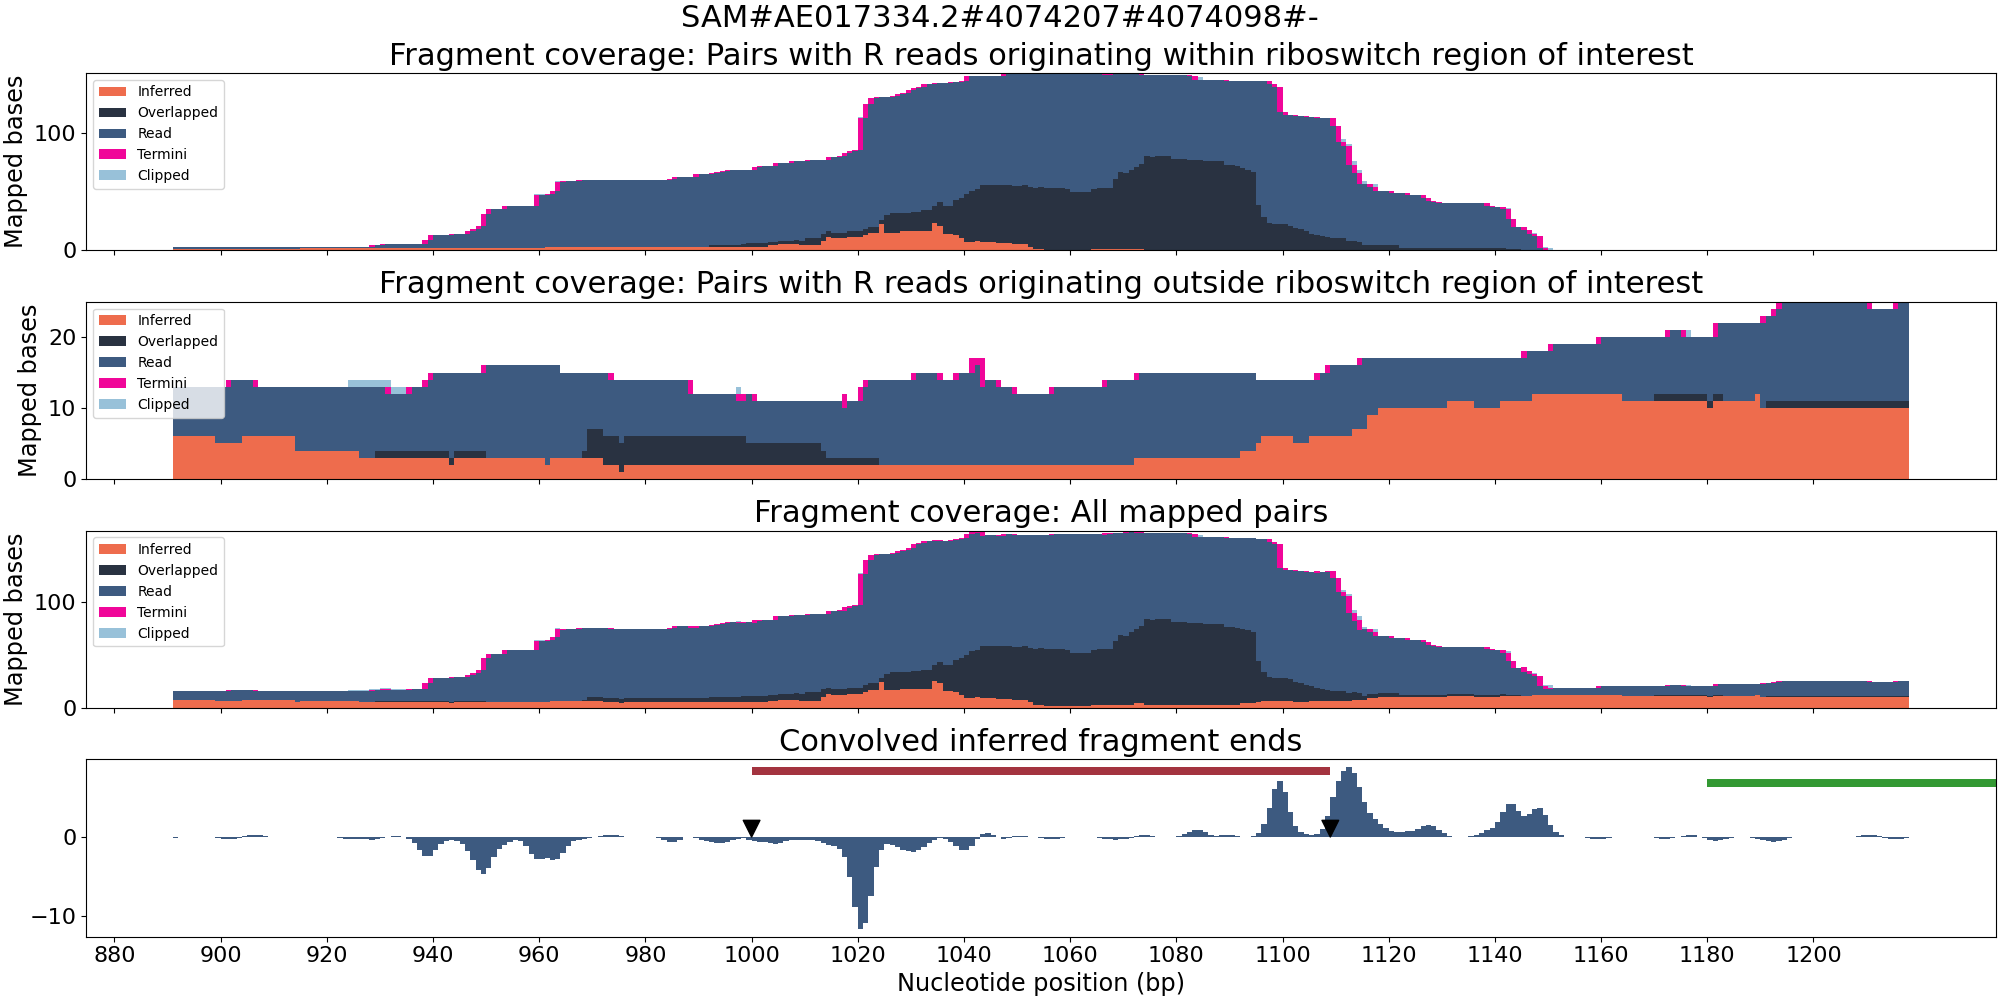 SAM#AE017334.2#4074207#4074098#-
Fragment coverage: Pairs with R reads originating within riboswitch region of interest
Mapped bases
100
0
Inferred
Overlapped
Read
Termini
Clipped
Fragment coverage: Pairs with R reads originating outside riboswitch region of interest
Mapped bases
20
10
0
Inferred
Overlapped
Read
Termini
Clipped
Fragment coverage: All mapped pairs
Mapped bases
100
0
Inferred
Overlapped
Read
Termini
Clipped
Convolved inferred fragment ends
0
−10
880 900 920 940 960 980 1000 1020 1040 1060 1080 1100 1120 1140 1160 1180 1200
Nucleotide position (bp)